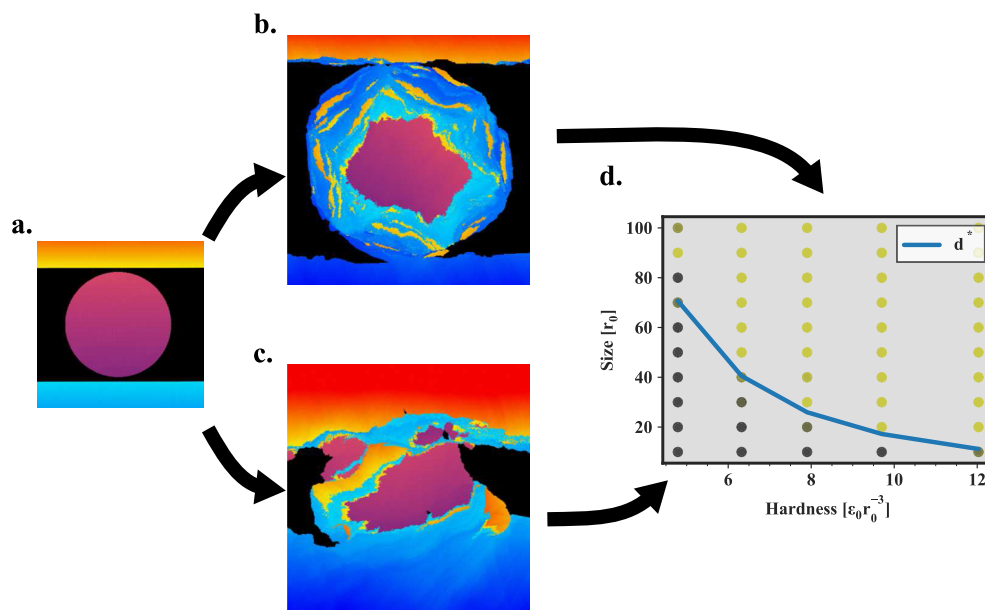 a.
b.
c.
d.
d*
100
80
60
40
20
Size [r₀]
6
8
10
12
Hardness [ε₀r₀⁻³]